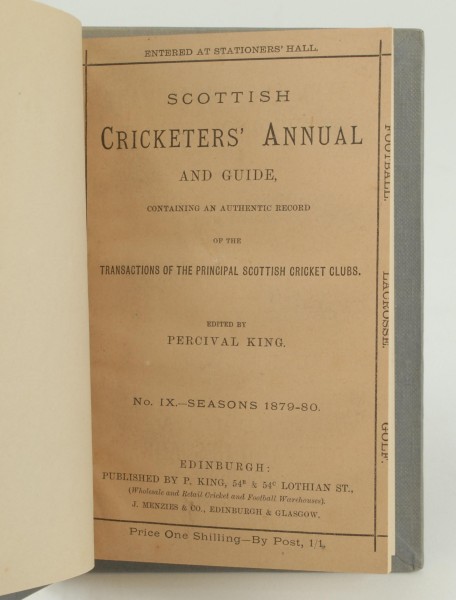 ENTERED AT STATIONERS' HALL.
SCOTTISH
CRICKETERS' ANNUAL
AND GUIDE,
CONTAINING AN AUTHENTIC RECORD
OF THE
TRANSACTIONS OF THE PRINCIPAL SCOTTISH CRICKET CLUBS.
EDITED BY
PERCIVAL KING.
No. IX.—SEASONS 1879-80.
EDINBURGH:
PUBLISHED BY P. KING, 54B & 54C LOTHIAN ST.,
(Wholesale and Retail Cricket and Football Warehouse).
J. MENZIES & CO., EDINBURGH & GLASGOW.
Price One Shilling—By Post, 1/1,
FOOTBALL.
LACROSSE.
GOLF.